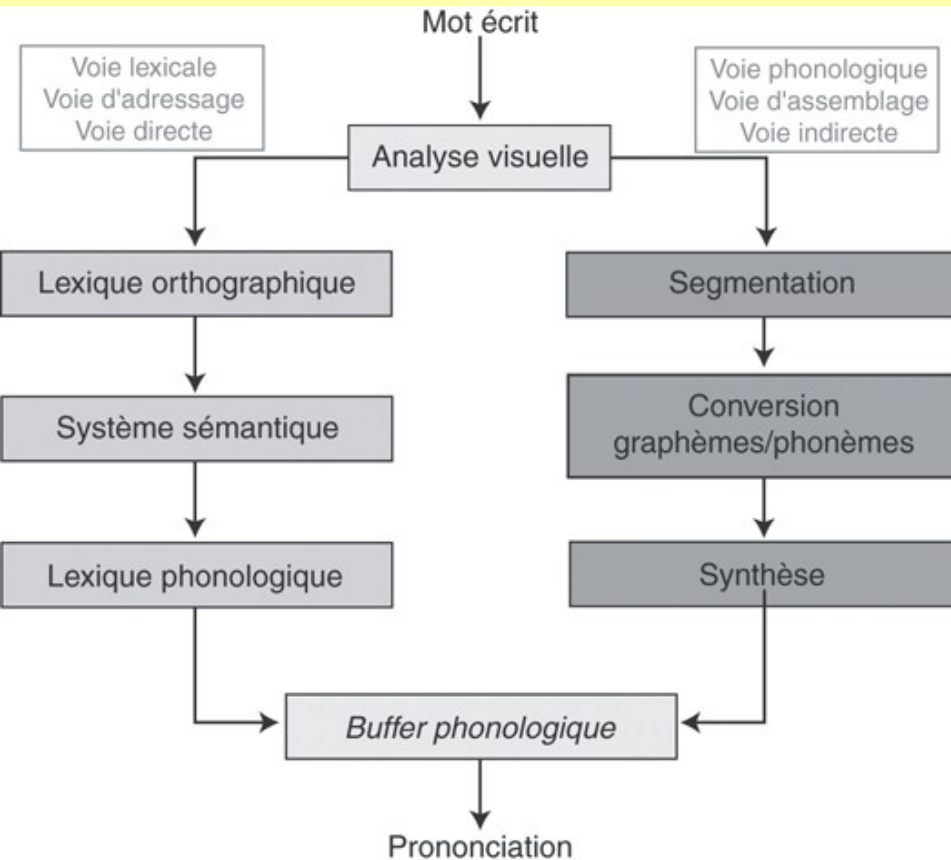 Mot écrit
Voie lexicale
Voie d'adressage
Voie directe
Voie phonologique
Voie d'assemblage
Voie indirecte
Analyse visuelle
Lexique orthographique
Segmentation
Système sémantique
Conversion
graphèmes/phonèmes
Lexique phonologique
Synthèse
Buffer phonologique
Prononciation